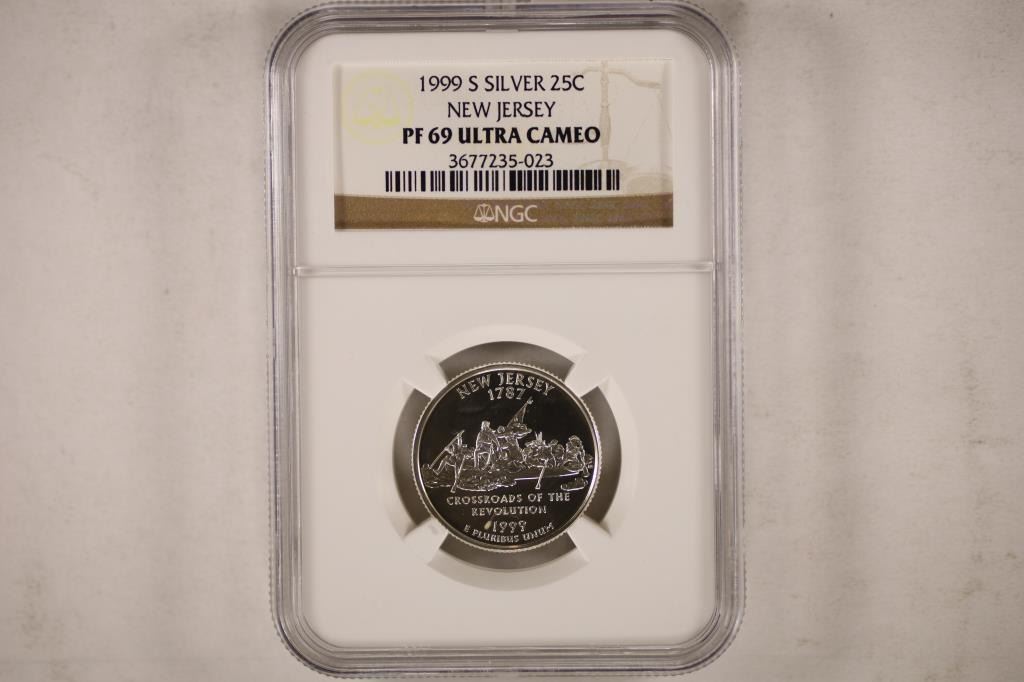 1999 S SILVER 25C
NEW JERSEY
PF 69 ULTRA CAMEO
3677235-023
NGC
NEW JERSEY
1787
CROSSROADS OF THE
REVOLUTION
1999
E PLURIBUS UNUM